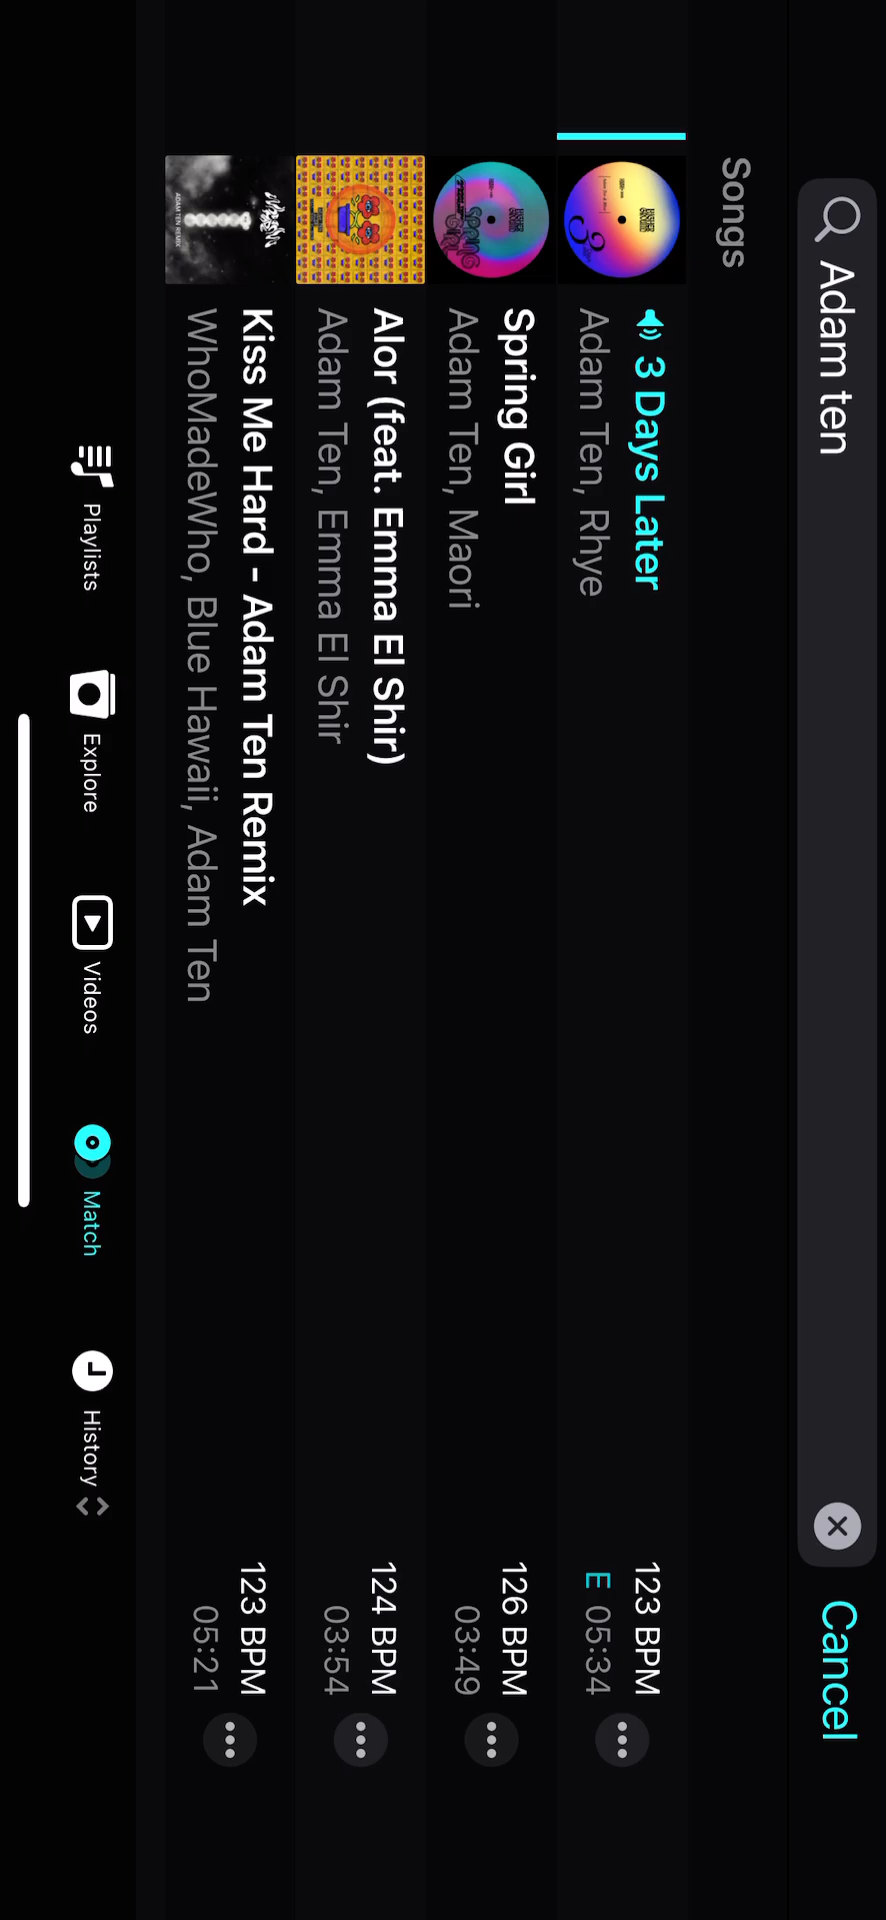 Adam ten
Cancel
Songs
3 Days Later
123 BPM
Adam Ten, Rhye
E 05:34
Spring Girl
126 BPM
Adam Ten, Maori
03:49
Alor (feat. Emma El Shir)
124 BPM
Adam Ten, Emma El Shir
03:54
ADAM TEN REMIX
Kiss Me Hard - Adam Ten Remix
123 BPM
WhoMadeWho, Blue Hawaii, Adam Ten
05:21
Playlists
Explore
Videos
Match
History